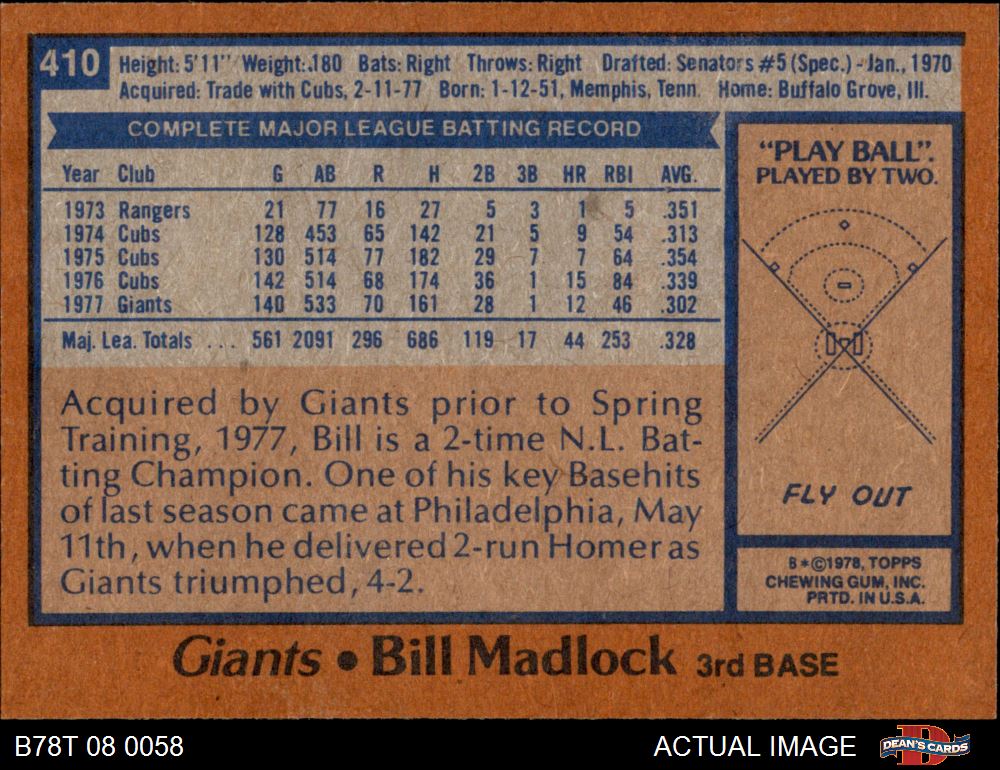 410
Height: 5'11" Weight: 180 Bats: Right Throws: Right Drafted: Senators #5 (Spec.) - Jan., 1970
Acquired: Trade with Cubs, 2-11-77 Born: 1-12-51, Memphis, Tenn. Home: Buffalo Grove, Ill.
COMPLETE MAJOR LEAGUE BATTING RECORD
Year Club G AB R H 2B 3B HR RBI AVG.
1973 Rangers 21 77 16 27 5 3 1 5 .351
1974 Cubs 128 453 65 142 21 5 9 54 .313
1975 Cubs 130 514 77 182 29 7 7 64 .354
1976 Cubs 142 514 68 174 36 1 15 84 .339
1977 Giants 140 533 70 161 28 1 12 46 .302
Maj. Lea. Totals ... 561 2091 296 686 119 17 44 253 .328
Acquired by Giants prior to Spring
Training, 1977, Bill is a 2-time N.L. Bat-
ting Champion. One of his key Basehits
of last season came at Philadelphia, May
11th, when he delivered 2-run Homer as
Giants triumphed, 4-2.
"PLAY BALL".
PLAYED BY TWO.
FLY OUT
B*©1978, TOPPS
CHEWING GUM, INC.
PRTD. IN U.S.A.
Giants • Bill Madlock 3rd BASE
B78T 08 0058
ACTUAL IMAGE
DEAN'S CARDS